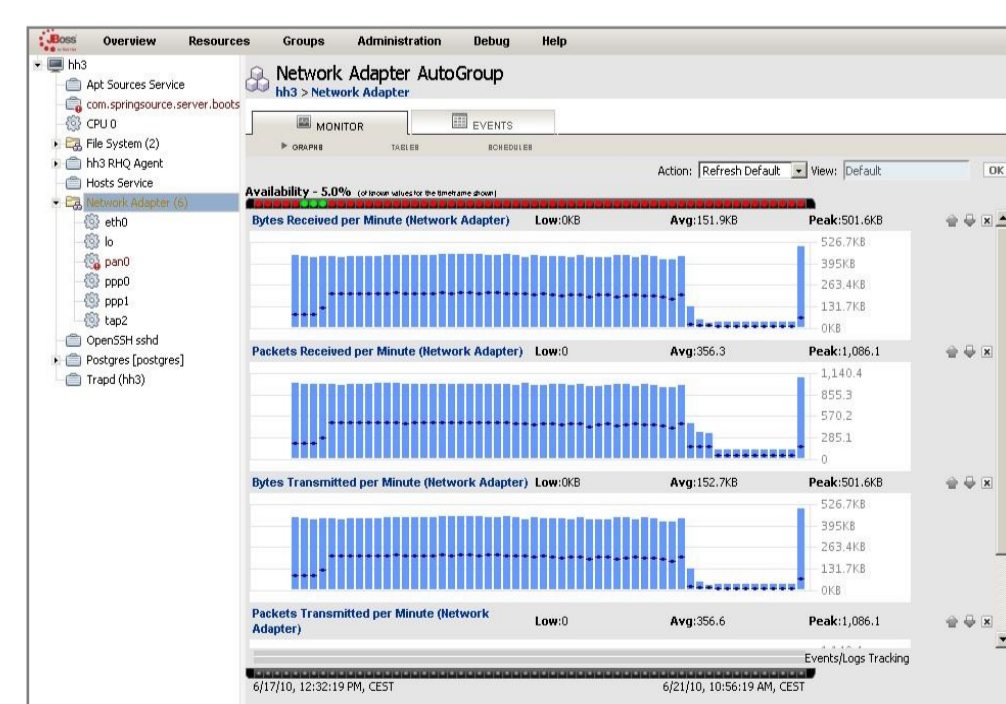 JBoss
Overview Resources Groups Administration Debug Help
hh3
Apt Sources Service
com.springsource.server.boots
CPU 0
File System (2)
hh3 RHQ Agent
Hosts Service
Network Adapter (6)
eth0
lo
pan0
ppp0
ppp1
tap2
OpenSSH sshd
Postgres [postgres]
Trapd (hh3)
Network Adapter AutoGroup
hh3 > Network Adapter
MONITOR EVENTS
GRAPHS TABLES SCHEDULES
Action: Refresh Default View: Default OK
Availability - 5.0% (of known values for the timeframe shown)
Bytes Received per Minute (Network Adapter) Low:0KB Avg:151.9KB Peak:501.6KB
526.7KB
395KB
263.4KB
131.7KB
0KB
Packets Received per Minute (Network Adapter) Low:0 Avg:356.3 Peak:1,086.1
1,140.4
855.3
570.2
285.1
0
Bytes Transmitted per Minute (Network Adapter) Low:0KB Avg:152.7KB Peak:501.6KB
526.7KB
395KB
263.4KB
131.7KB
0KB
Packets Transmitted per Minute (Network
Adapter) Low:0 Avg:356.6 Peak:1,086.1
Events/Logs Tracking
6/17/10, 12:32:19 PM, CEST 6/21/10, 10:56:19 AM, CEST